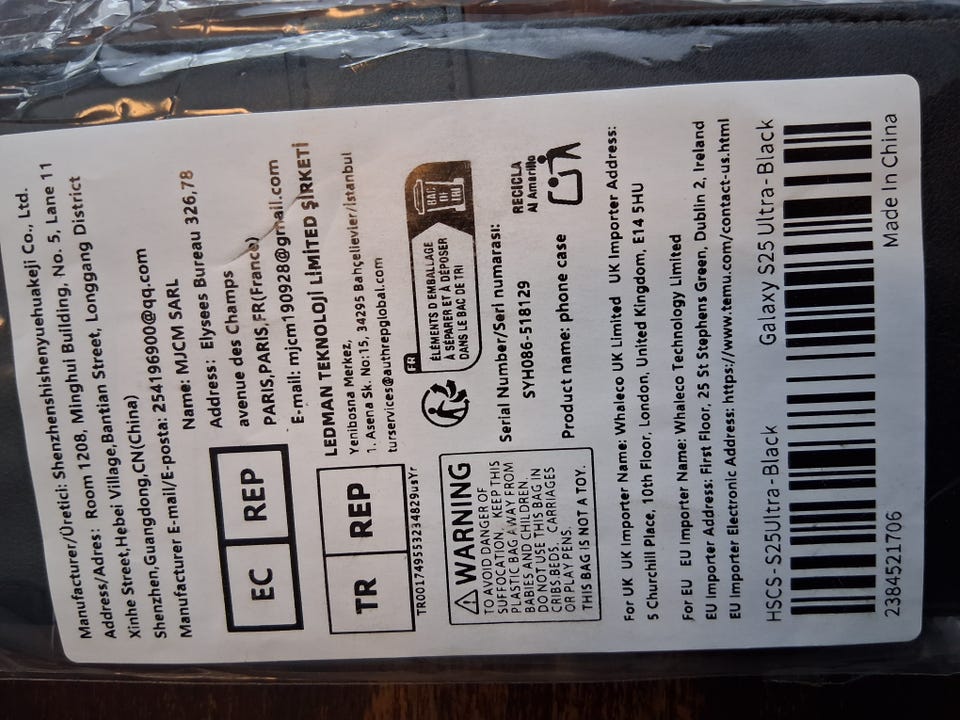 Manufacturer/Üretici: Shenzhenshishenyuehuakeji Co., Ltd.
Address/Adres: Room 1208, Minghui Building, No. 5, Lane 11
Xinhe Street,Hebei Village,Bantian Street, Longgang District
Shenzhen,Guangdong,CN(China)
Manufacturer E-mail/E-posta: 254196900@qq.com
EC REP
Name: MJCM SARL
Address: Elysees Bureau 326,78
avenue des Champs
PARIS,PARIS,FR(France)
E-mail: mjcm190928@gmail.com
TR REP
LEDMAN TEKNOLOJİ LİMİTED ŞİRKETİ
Yenibosna Merkez,
1. Asena Sk. No:15, 34295 Bahçelievler/İstanbul
turservices@authrepglobal.com
TR0017495532348 29usYr
WARNING
TO AVOID DANGER OF
SUFFOCATION, KEEP THIS
PLASTIC BAG AWAY FROM
BABIES AND CHILDREN.
DO NOT USE THIS BAG IN
CRIBS.BEDS, CARRIAGES
OR PLAY PENS.
THIS BAG IS NOT A TOY.
FR
ÉLÉMENTS D'EMBALLAGE
À SÉPARER ET À DÉPOSER
DANS LE BAC DE TRI
BAC
DE
TRI
Serial Number/Seri numarası:
SYH086-518129
Product name: phone case
RECICLA
Al Amarillo
For UK UK Importer Name: Whaleco UK Limited UK Importer Address:
5 Churchill Place, 10th Floor, London, United Kingdom, E14 5HU
For EU EU Importer Name: Whaleco Technology Limited
EU Importer Address: First Floor, 25 St Stephens Green, Dublin 2, Ireland
EU Importer Electronic Address: https://www.temu.com/contact-us.html
HSCS-S25Ultra-Black Galaxy S25 Ultra-Black
2384521706 Made In China